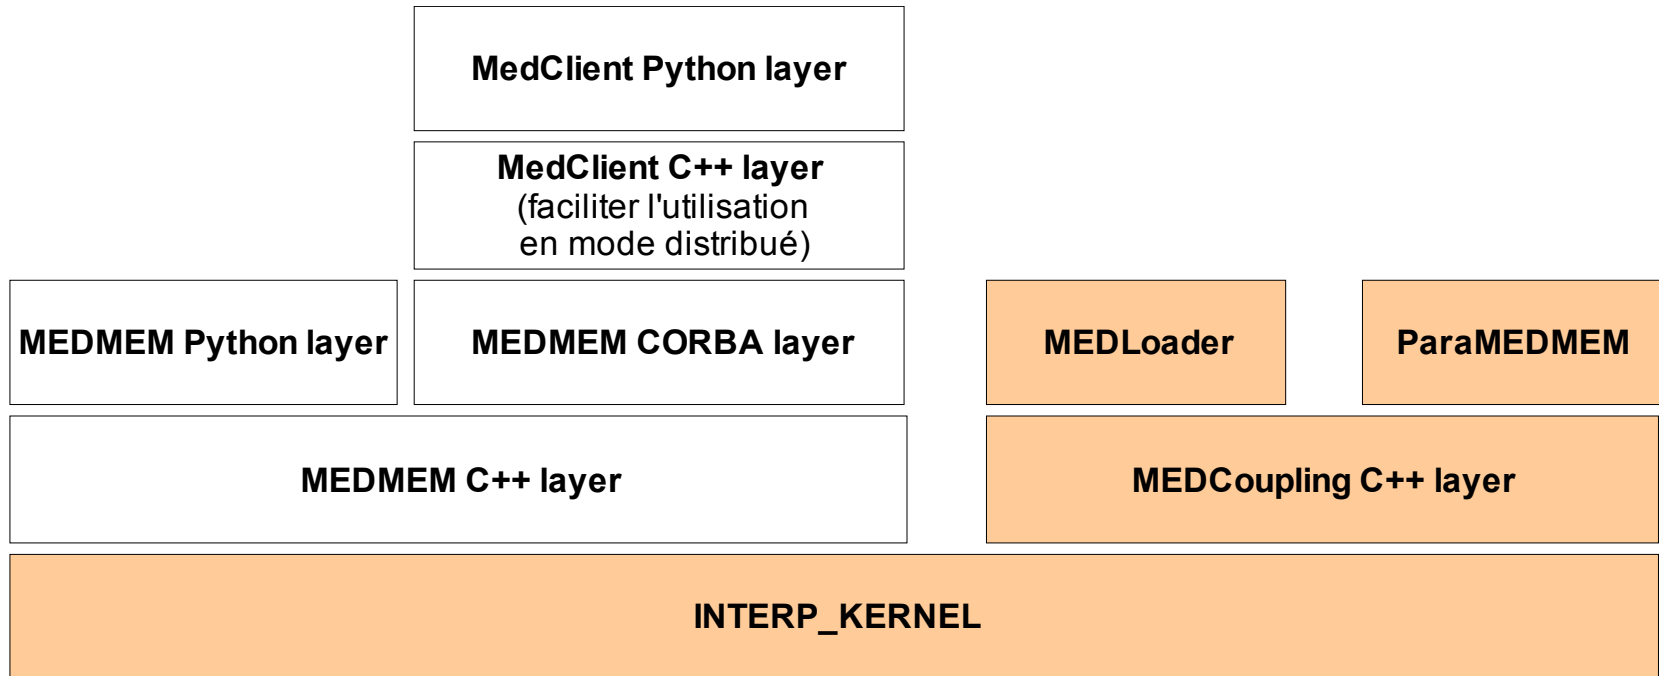 MedClient Python layer
MedClient C++ layer
(faciliter l'utilisation
en mode distribué)
MEDMEM Python layer
MEDMEM CORBA layer
MEDLoader
ParaMEDMEM
MEDMEM C++ layer
MEDCoupling C++ layer
INTERP_KERNEL